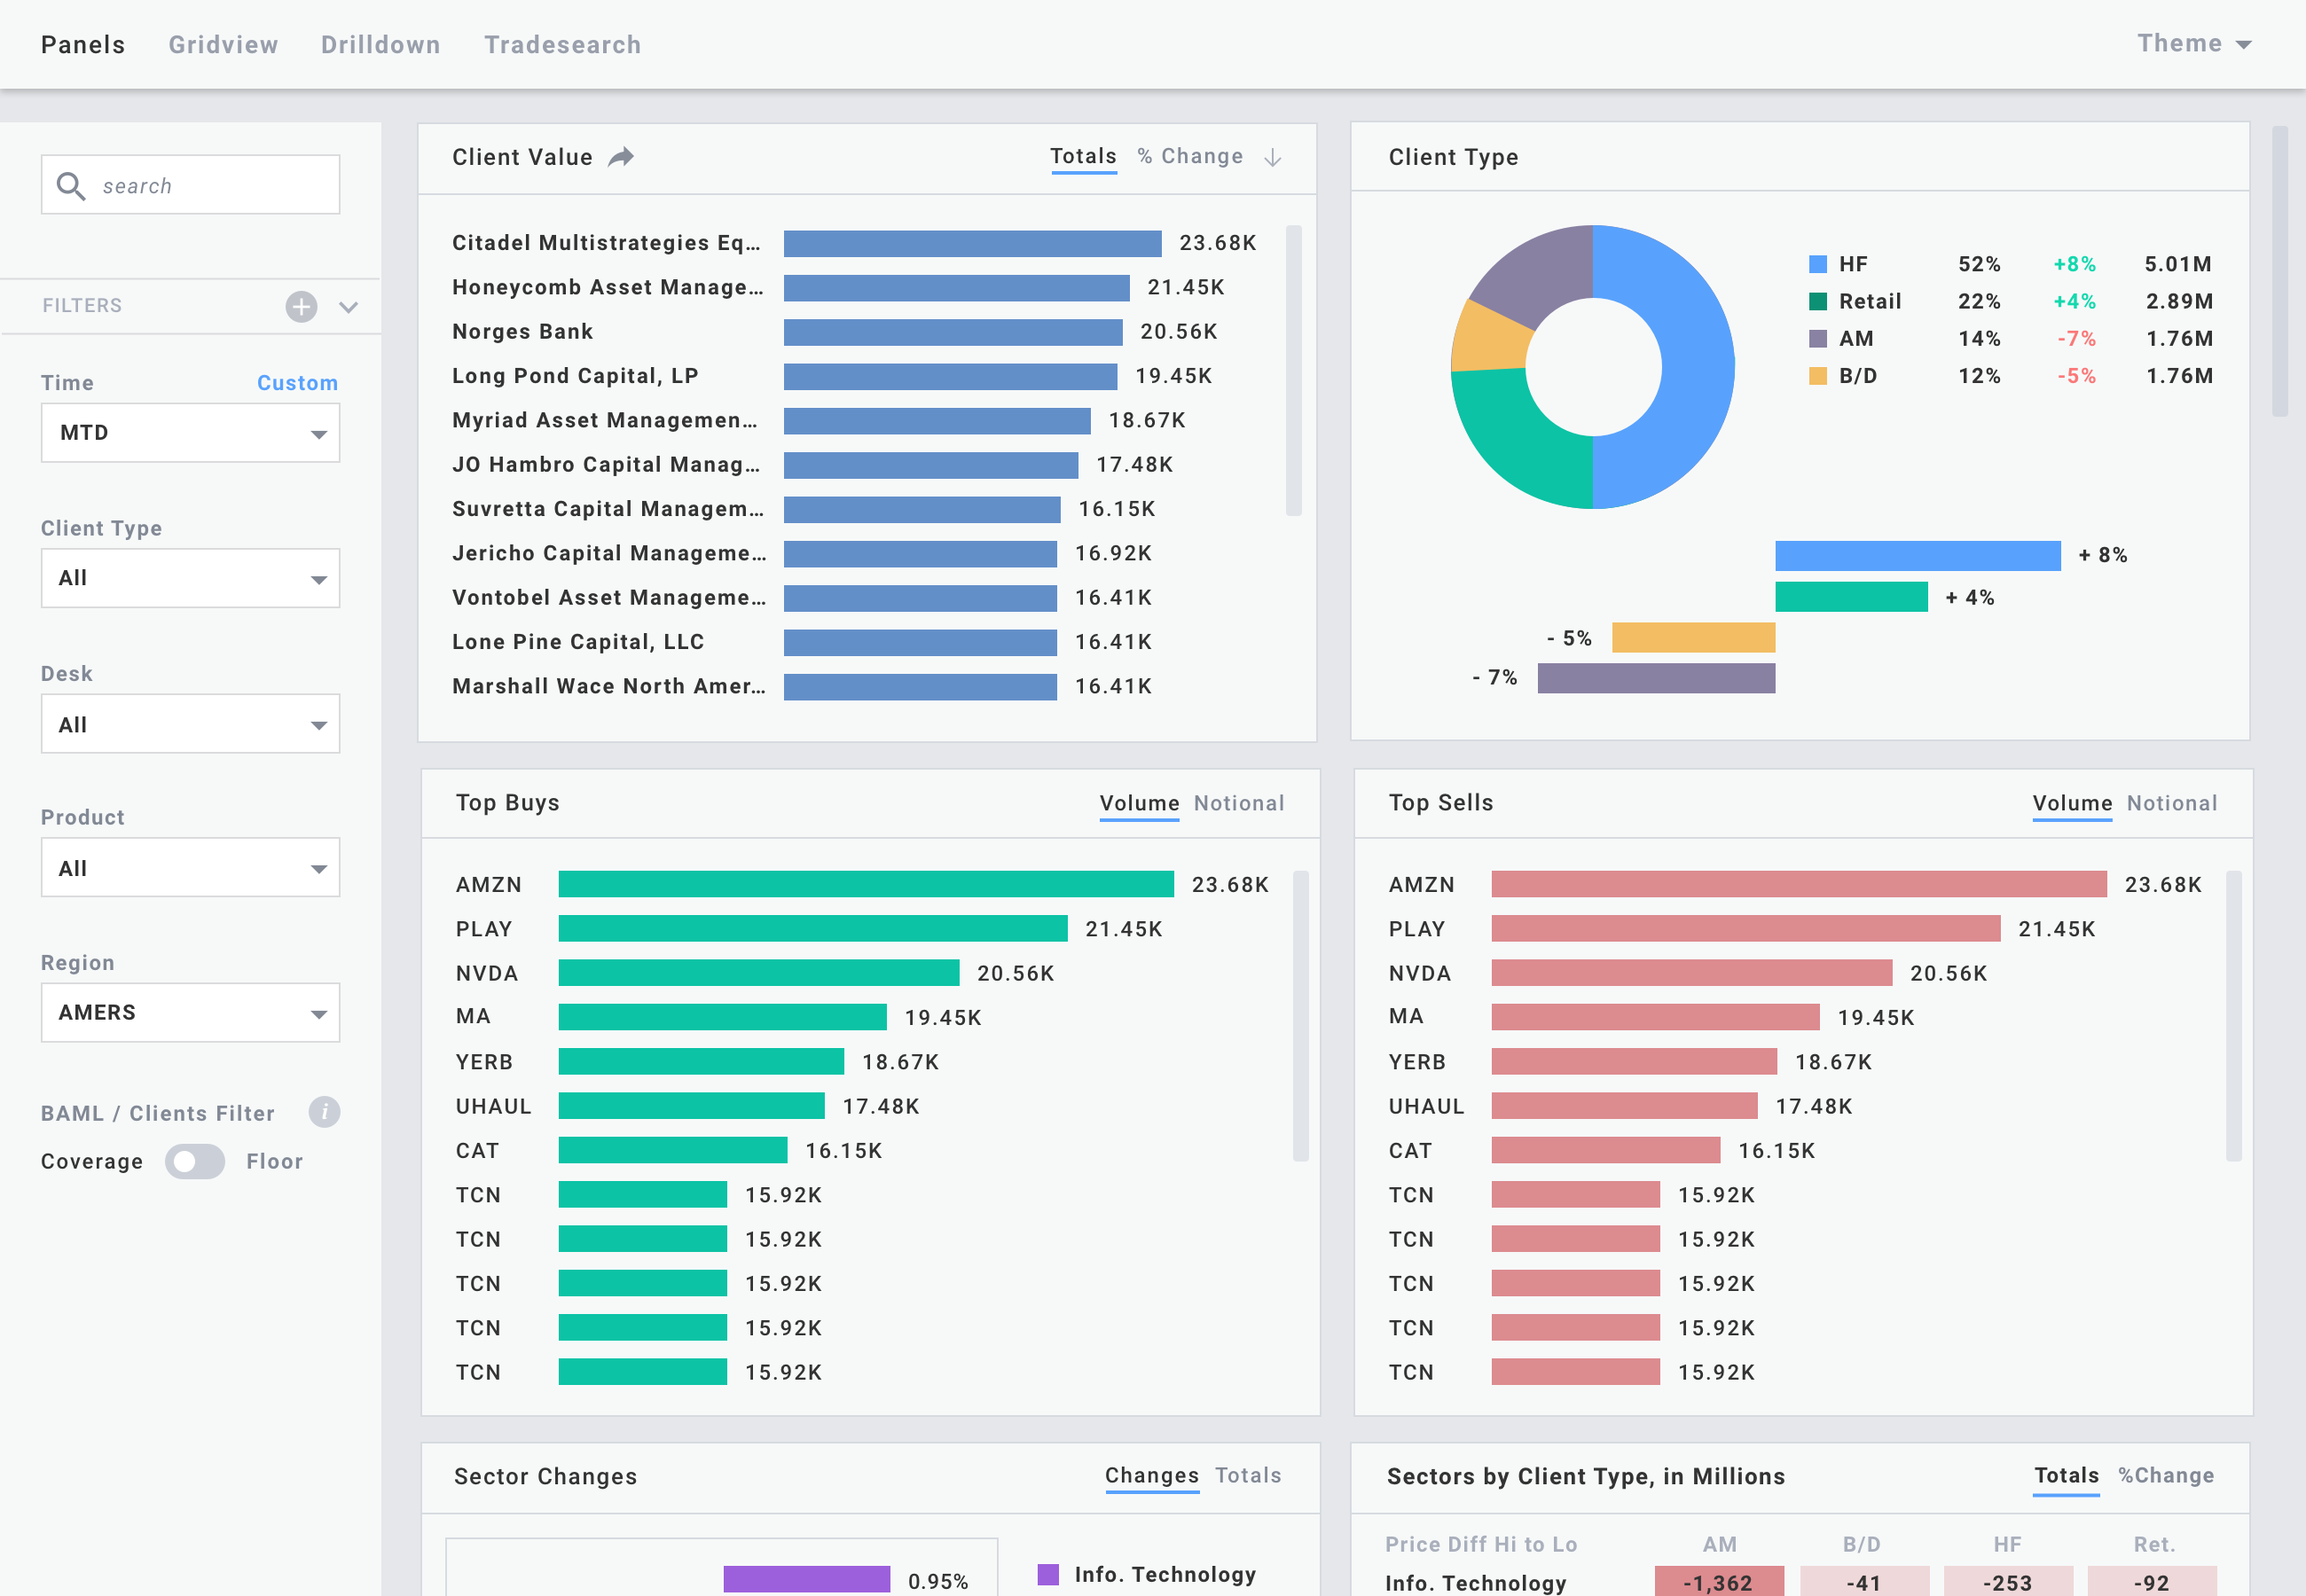 Panels Gridview Drilldown Tradesearch Theme
search
FILTERS
Time Custom
MTD
Client Type
All
Desk
All
Product
All
Region
AMERS
BAML / Clients Filter i
Coverage Floor
Client Value Totals % Change
Citadel Multistrategies Eq... 23.68K
Honeycomb Asset Manage... 21.45K
Norges Bank 20.56K
Long Pond Capital, LP 19.45K
Myriad Asset Managemen... 18.67K
JO Hambro Capital Manag... 17.48K
Suvretta Capital Managem... 16.15K
Jericho Capital Manageme... 16.92K
Vontobel Asset Manageme... 16.41K
Lone Pine Capital, LLC 16.41K
Marshall Wace North Amer... 16.41K
Client Type
HF 52% +8% 5.01M
Retail 22% +4% 2.89M
AM 14% -7% 1.76M
B/D 12% -5% 1.76M
+ 8%
+ 4%
- 5%
- 7%
Top Buys Volume Notional
AMZN 23.68K
PLAY 21.45K
NVDA 20.56K
MA 19.45K
YERB 18.67K
UHAUL 17.48K
CAT 16.15K
TCN 15.92K
TCN 15.92K
TCN 15.92K
TCN 15.92K
TCN 15.92K
Top Sells Volume Notional
AMZN 23.68K
PLAY 21.45K
NVDA 20.56K
MA 19.45K
YERB 18.67K
UHAUL 17.48K
CAT 16.15K
TCN 15.92K
TCN 15.92K
TCN 15.92K
TCN 15.92K
TCN 15.92K
Sector Changes Changes Totals
0.95% Info. Technology
Sectors by Client Type, in Millions Totals %Change
Price Diff Hi to Lo AM B/D HF Ret.
Info. Technology -1,362 -41 -253 -92